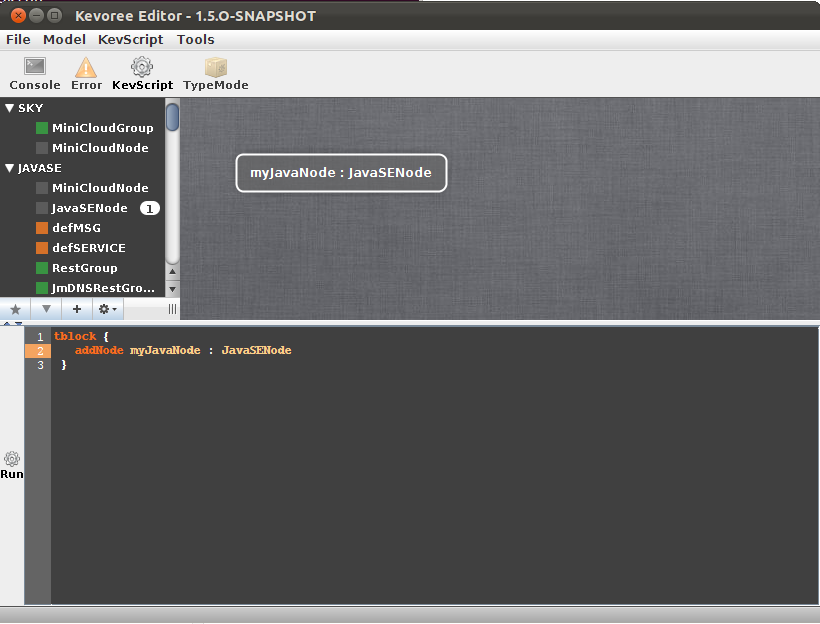 Kevoree Editor - 1.5.O-SNAPSHOT
File Model KevScript Tools
Console Error KevScript TypeMode
SKY
MiniCloudGroup
MiniCloudNode
JAVASE
MiniCloudNode
JavaSENode 1
defMSG
defSERVICE
RestGroup
JmDNSRestGro...
myJavaNode : JavaSENode
Run
1 tblock {
2 addNode myJavaNode : JavaSENode
3 }